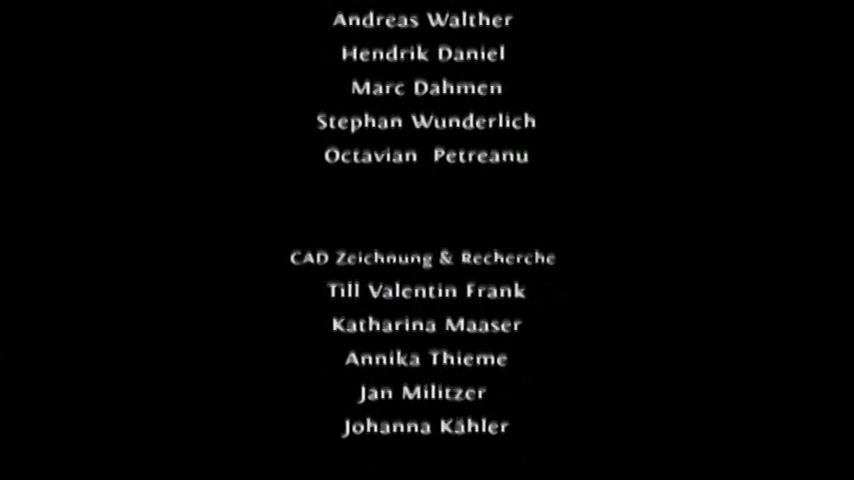 Andreas Walther
Hendrik Daniel
Marc Dahmen
Stephan Wunderlich
Octavian Petreanu
CAD Zeichnung & Recherche
Till Valentin Frank
Katharina Maaser
Annika Thieme
Jan Militzer
Johanna Kähler